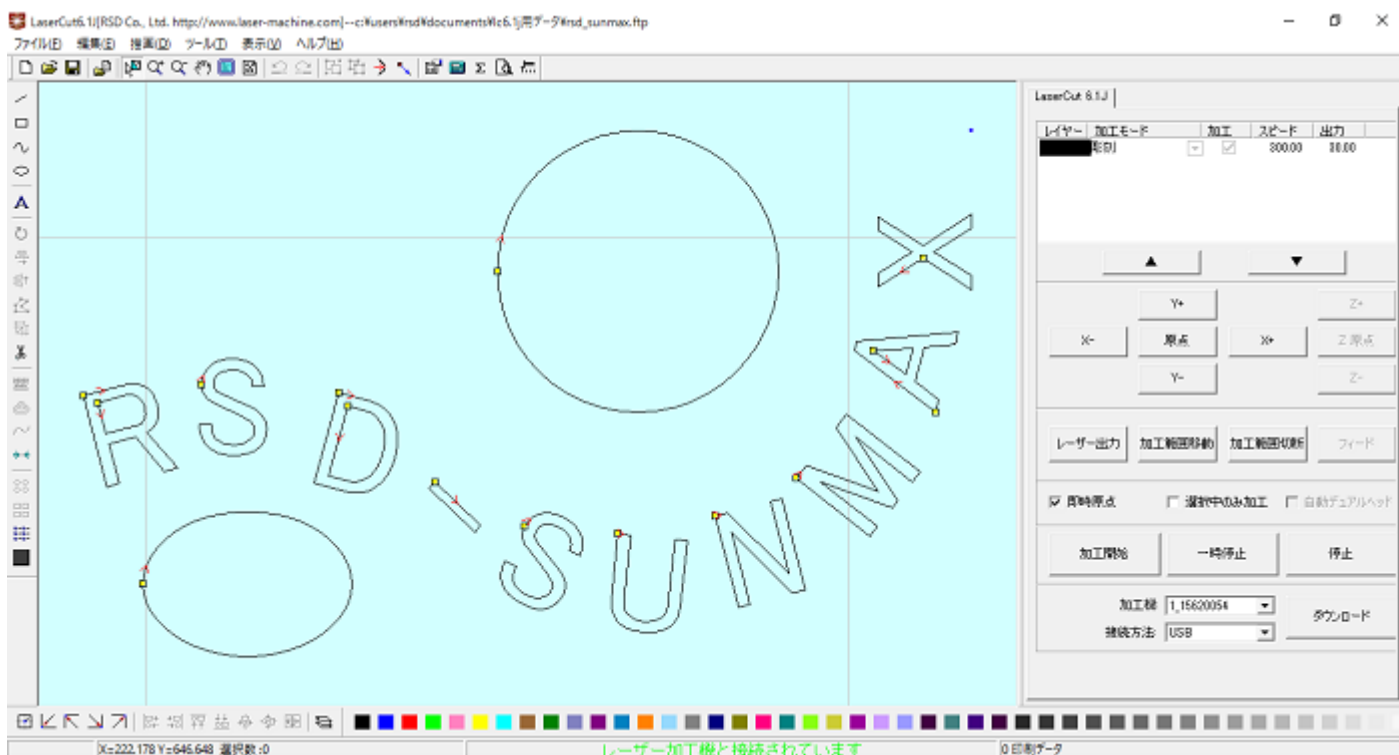 LaserCut6.1J[RSD Co., Ltd. http://www.laser-machine.com]--c:¥users¥rsd¥documents¥lc6.1j用データ¥rsd_sunmax.ftp
ファイル(F) 編集(E) 描画(D) ツール(T) 表示(V) ヘルプ(H)
LaserCut 6.1J
レイヤー 加工モード 加工 スピード 出力
彫刻 300.00 30.00
▲ ▼
Y+ Z+
X- 原点 X+ Z 原点
Y- Z-
レーザー出力 加工範囲移動 加工範囲切断 フィード
即時原点 選択中のみ加工 自動デュアルヘッド
加工開始 一時停止 停止
加工機 1_15620054
ダウンロード
接続方法: USB
RSD-SUNMAX
X=222.178 Y=646.648 選択数:0 レーザー加工機と接続されています 0 印刷データ